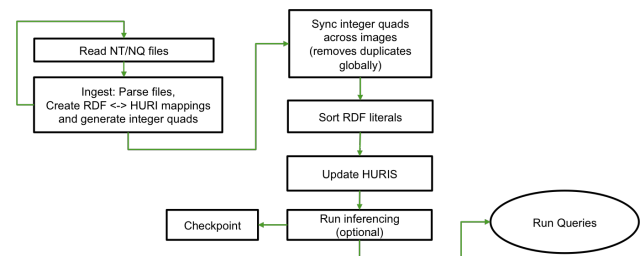 Read NT/NQ files
Ingest: Parse files,
Create RDF <-> HURI mappings
and generate integer quads
Sync integer quads
across images
(removes duplicates
globally)
Sort RDF literals
Update HURIS
Checkpoint
Run inferencing
(optional)
Run Queries